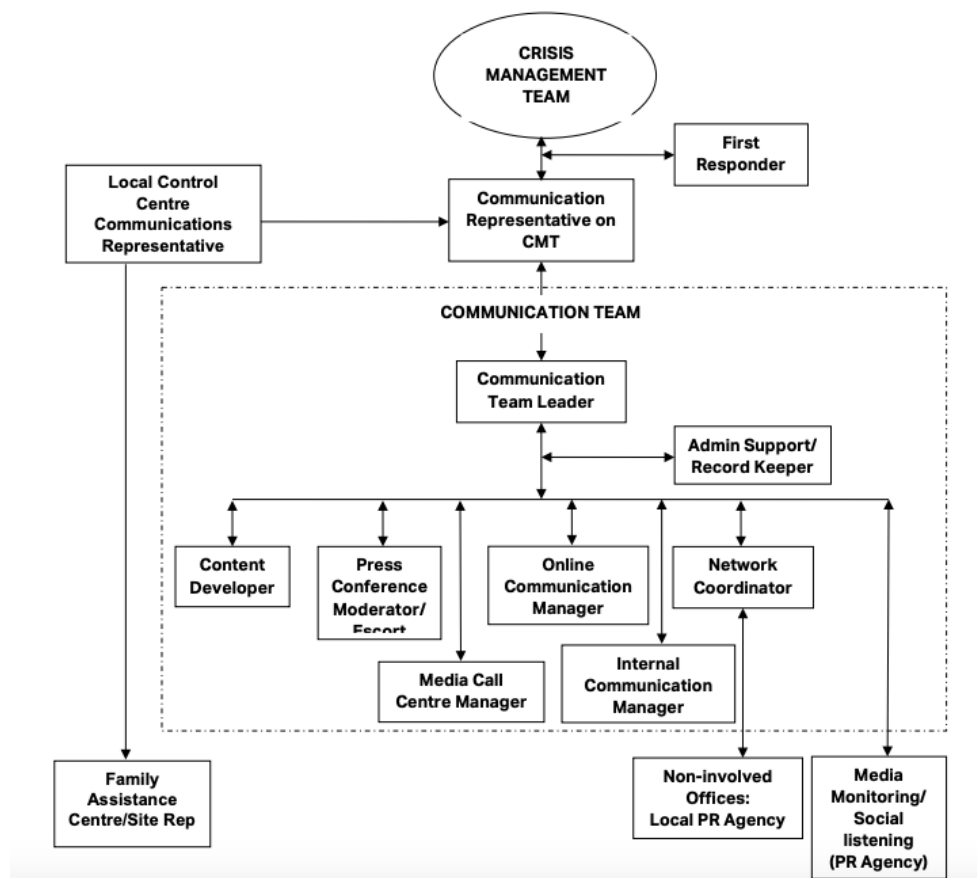 CRISIS
MANAGEMENT
TEAM
First
Responder
Local Control
Centre
Communications
Representative
Communication
Representative on
CMT
COMMUNICATION TEAM
Communication
Team Leader
Admin Support/
Record Keeper
Content
Developer
Press
Conference
Moderator/
Escort
Online
Communication
Manager
Network
Coordinator
Media Call
Centre Manager
Internal
Communication
Manager
Family
Assistance
Centre/Site Rep
Non-involved
Offices:
Local PR Agency
Media
Monitoring/
Social
listening
(PR Agency)